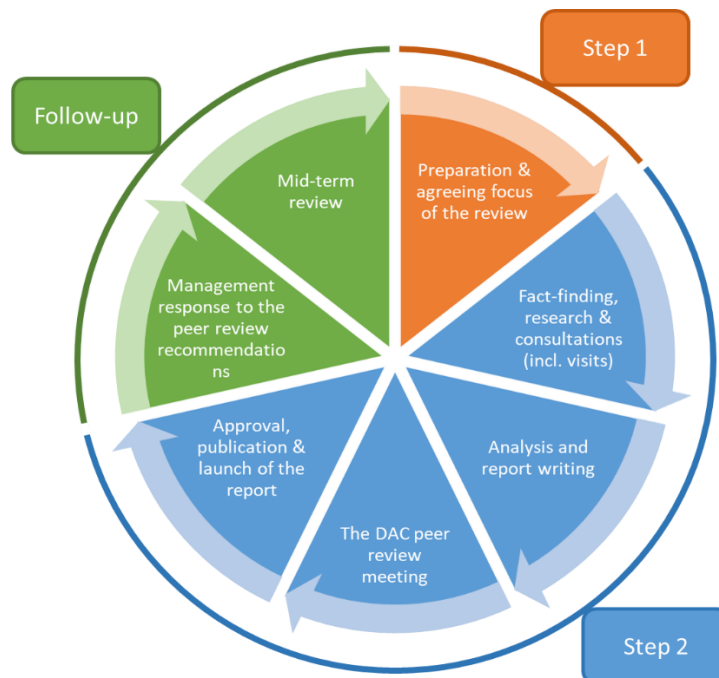 Step 1
Follow-up
Mid-term
review
Preparation &
agreeing focus
of the review
Management
response to the
peer review
recommendatio
ns
Fact-finding,
research &
consultations
(incl. visits)
Approval,
publication &
launch of the
report
Analysis and
report writing
The DAC peer
review
meeting
Step 2